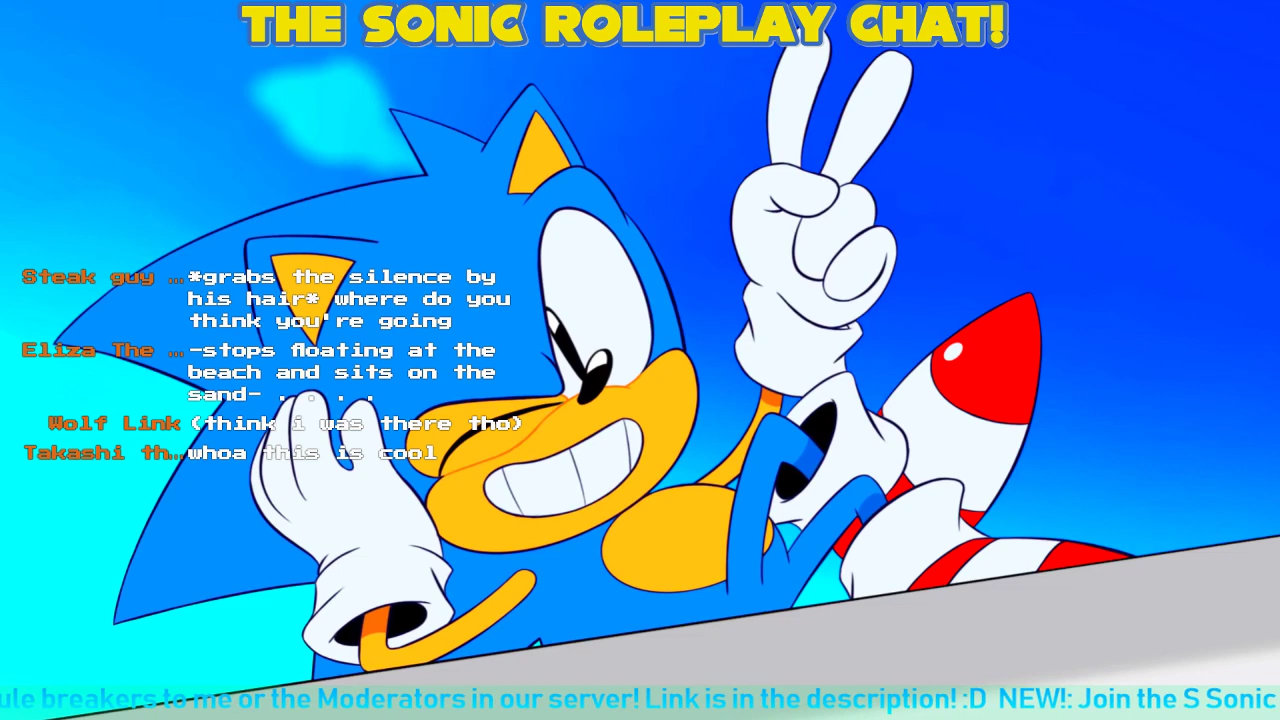 THE SONIC ROLEPLAY CHAT!
Steak guy … *grabs the silence by
his hair* where do you
think you're going
Eliza The … -stops floating at the
beach and sits on the
sand- . . . .
Wolf Link (think i was there tho)
Takashi th… whoa this is cool
ule breakers to me or the Moderators in our server! Link is in the description! :D NEW!: Join the S Sonic